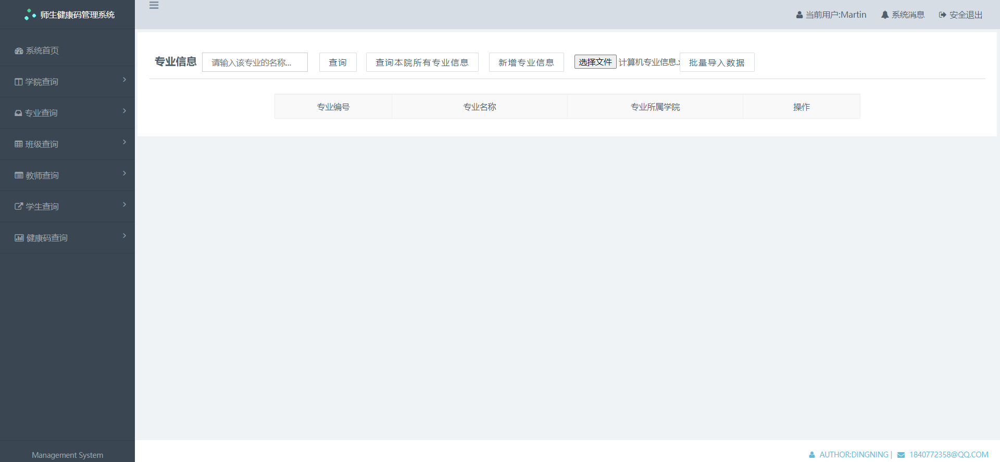 师生健康码管理系统
当前用户:Martin 系统消息 安全退出
系统首页
学院查询
专业查询
班级查询
教师查询
学生查询
健康码查询
专业信息 请输入该专业的名称... 查询 查询本院所有专业信息 新增专业信息 选择文件 计算机专业信息.x 批量导入数据
专业编号 专业名称 专业所属学院 操作
Management System
AUTHOR:DINGNING | 1840772358@QQ.COM